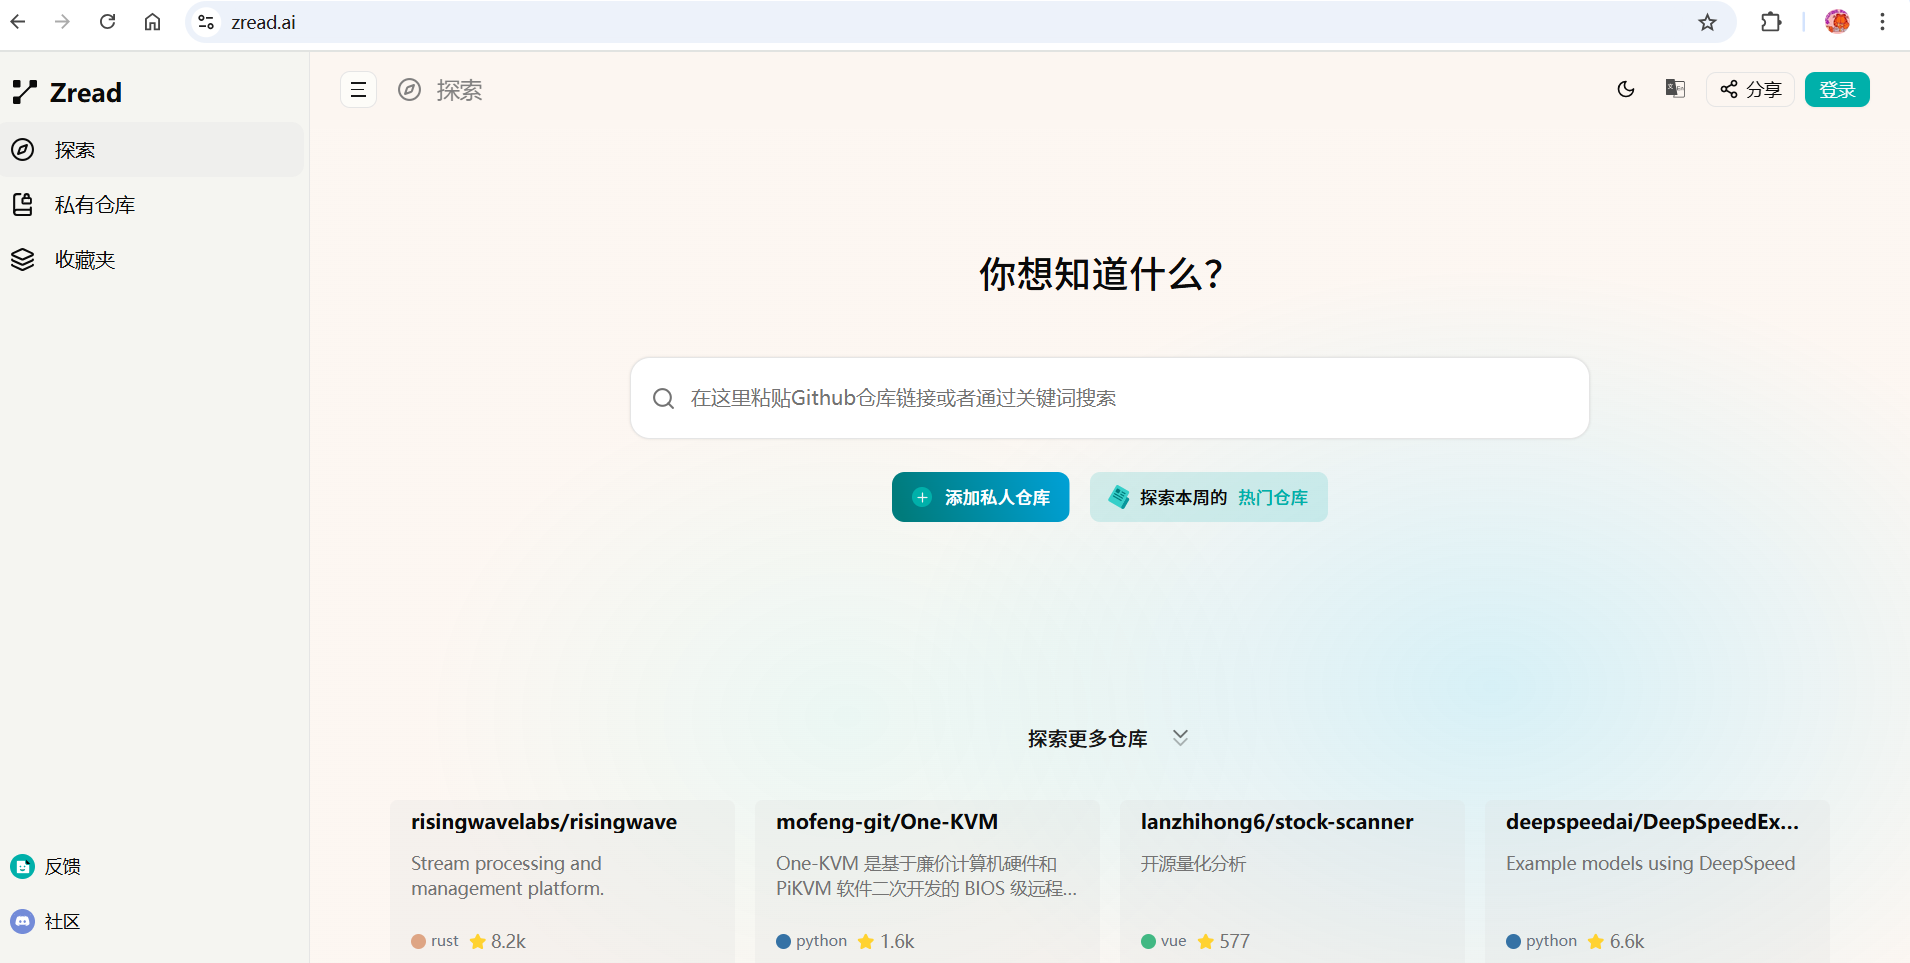 zread.ai
Zread
探索
私有仓库
收藏夹
反馈
社区
探索
分享
登录
你想知道什么？
在这里粘贴Github仓库链接或者通过关键词搜索
添加私人仓库
探索本周的 热门仓库
探索更多仓库
risingwavelabs/risingwave
Stream processing and
management platform.
rust 8.2k
mofeng-git/One-KVM
One-KVM 是基于廉价计算机硬件和
PiKVM 软件二次开发的 BIOS 级远程...
python 1.6k
lanzhihong6/stock-scanner
开源量化分析
vue 577
deepspeedai/DeepSpeedEx...
Example models using DeepSpeed
python 6.6k